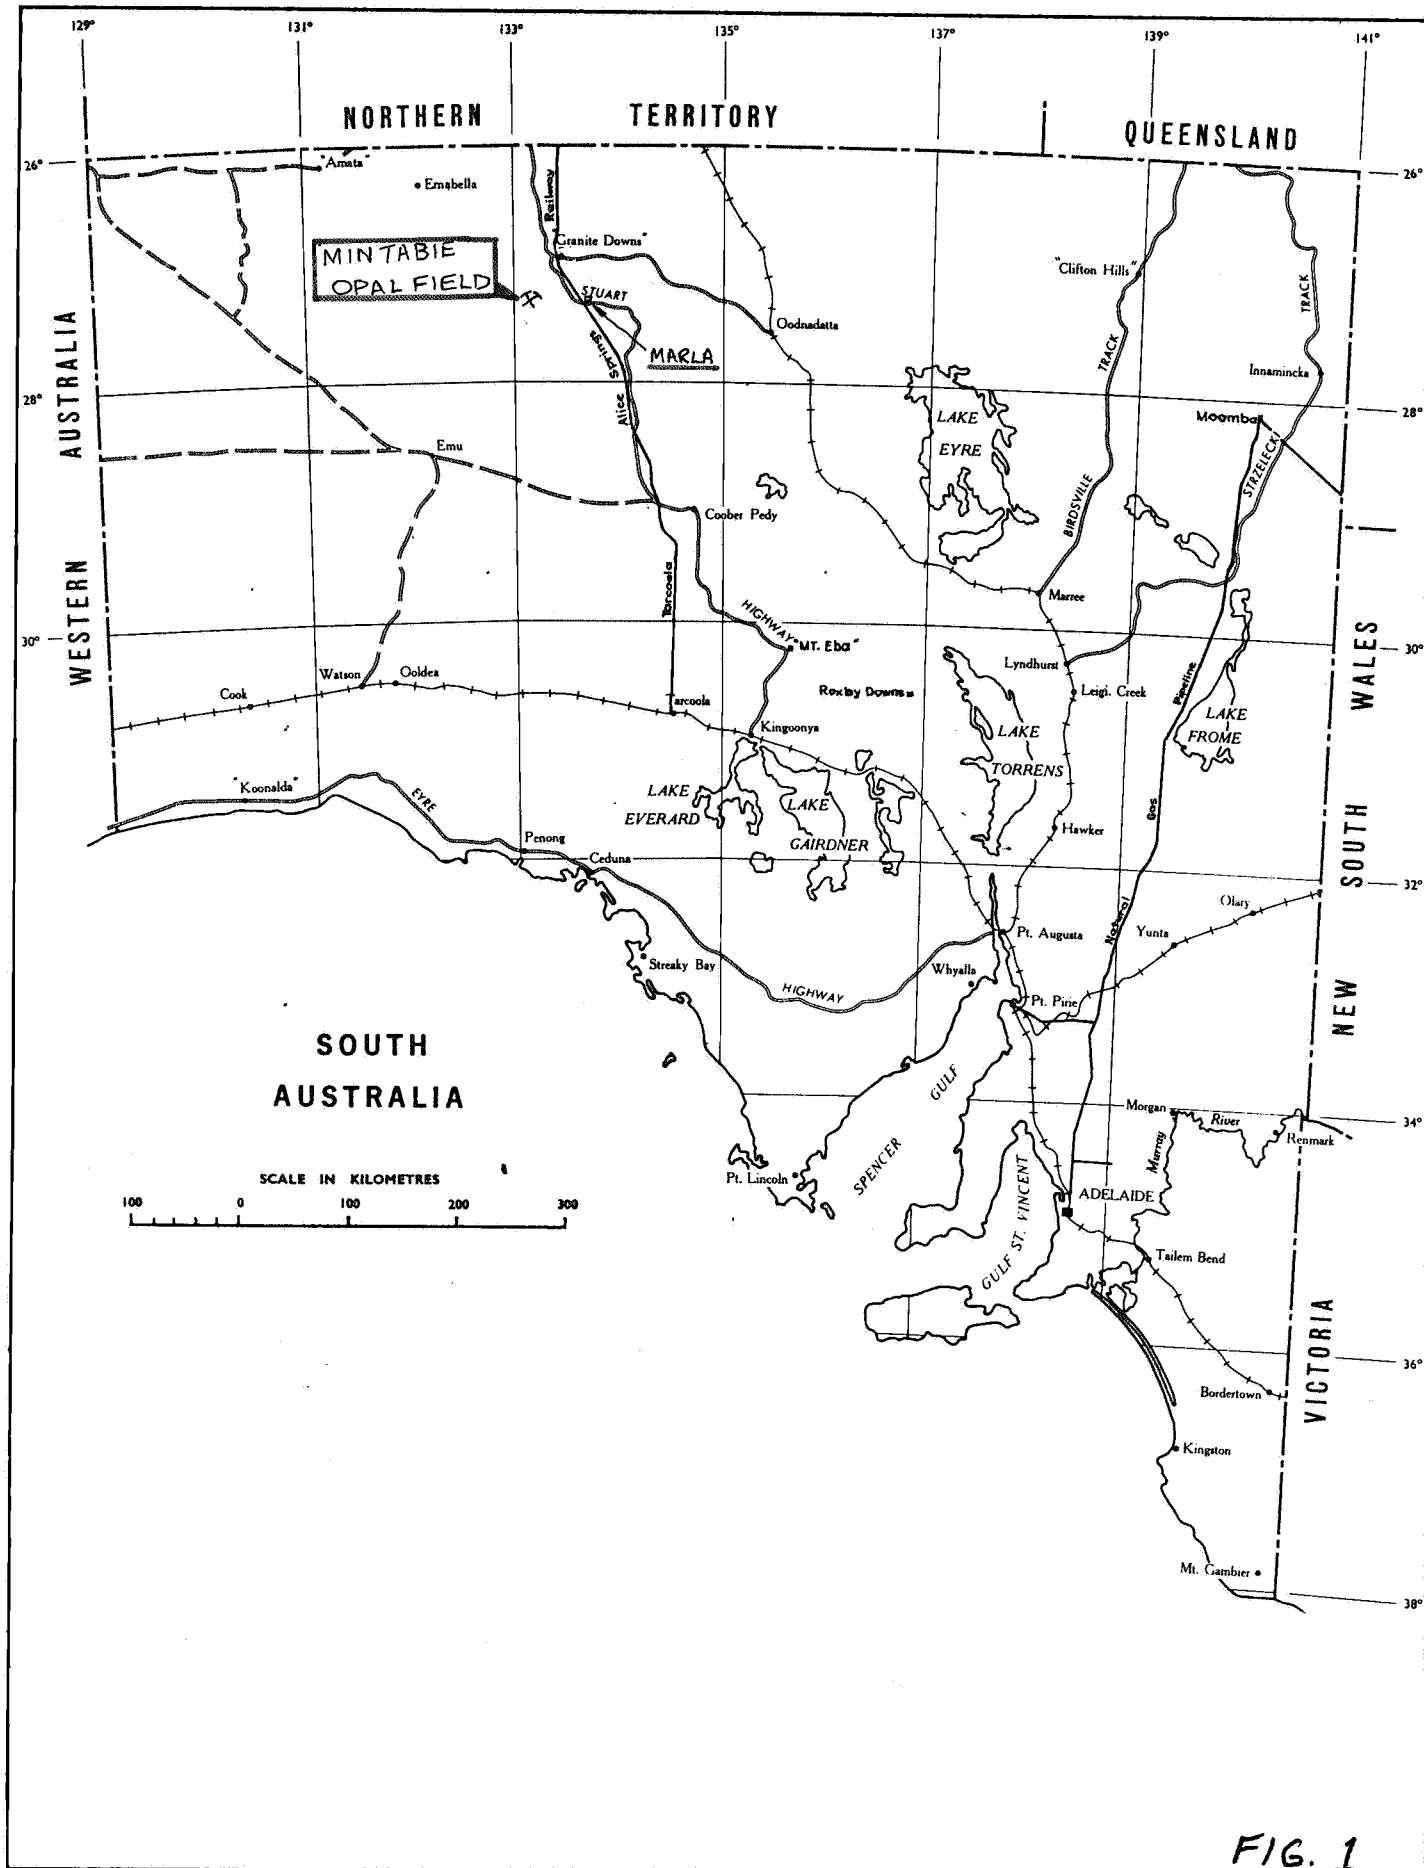 129°
131°
133°
135°
137°
139°
141°
NORTHERN TERRITORY
QUEENSLAND
26°
26°
"Amata"
Ernabella
Railway
"Granite Downs"
MINTABIE
OPAL FIELD
"Clifton Hills"
STUART
TRACK
Oodnadatta
MARLA
Springs
TRACK
Innamincka
28°
28°
Alice
LAKE
EYRE
Moomba
STRZELECKI
Emu
Coober Pedy
BIRDSVILLE
WESTERN AUSTRALIA
Tarcoola
Marree
HIGHWAY
30°
30°
"MT. Eba"
Lyndhurst
Watson
Ooldea
Roxby Downs
Leigh Creek
Pipeline
Cook
Tarcoola
Kingoonya
LAKE
FROME
LAKE
TORRENS
"Koonalda"
EYRE
LAKE
EVERARD
LAKE
GAIRDNER
Hawker
Gas
Penong
Ceduna
32°
Olary
NEW SOUTH WALES
Pt. Augusta
Yunta
Natural
Streaky Bay
Whyalla
HIGHWAY
Pt. Pirie
SOUTH
AUSTRALIA
GULF
SPENCER
Morgan
River
34°
Murray
Renmark
SCALE IN KILOMETRES
100 0 100 200 300
Pt. Lincoln
ADELAIDE
GULF ST. VINCENT
Tailem Bend
VICTORIA
36°
Bordertown
Kingston
Mt. Gambier
38°
FIG. 1